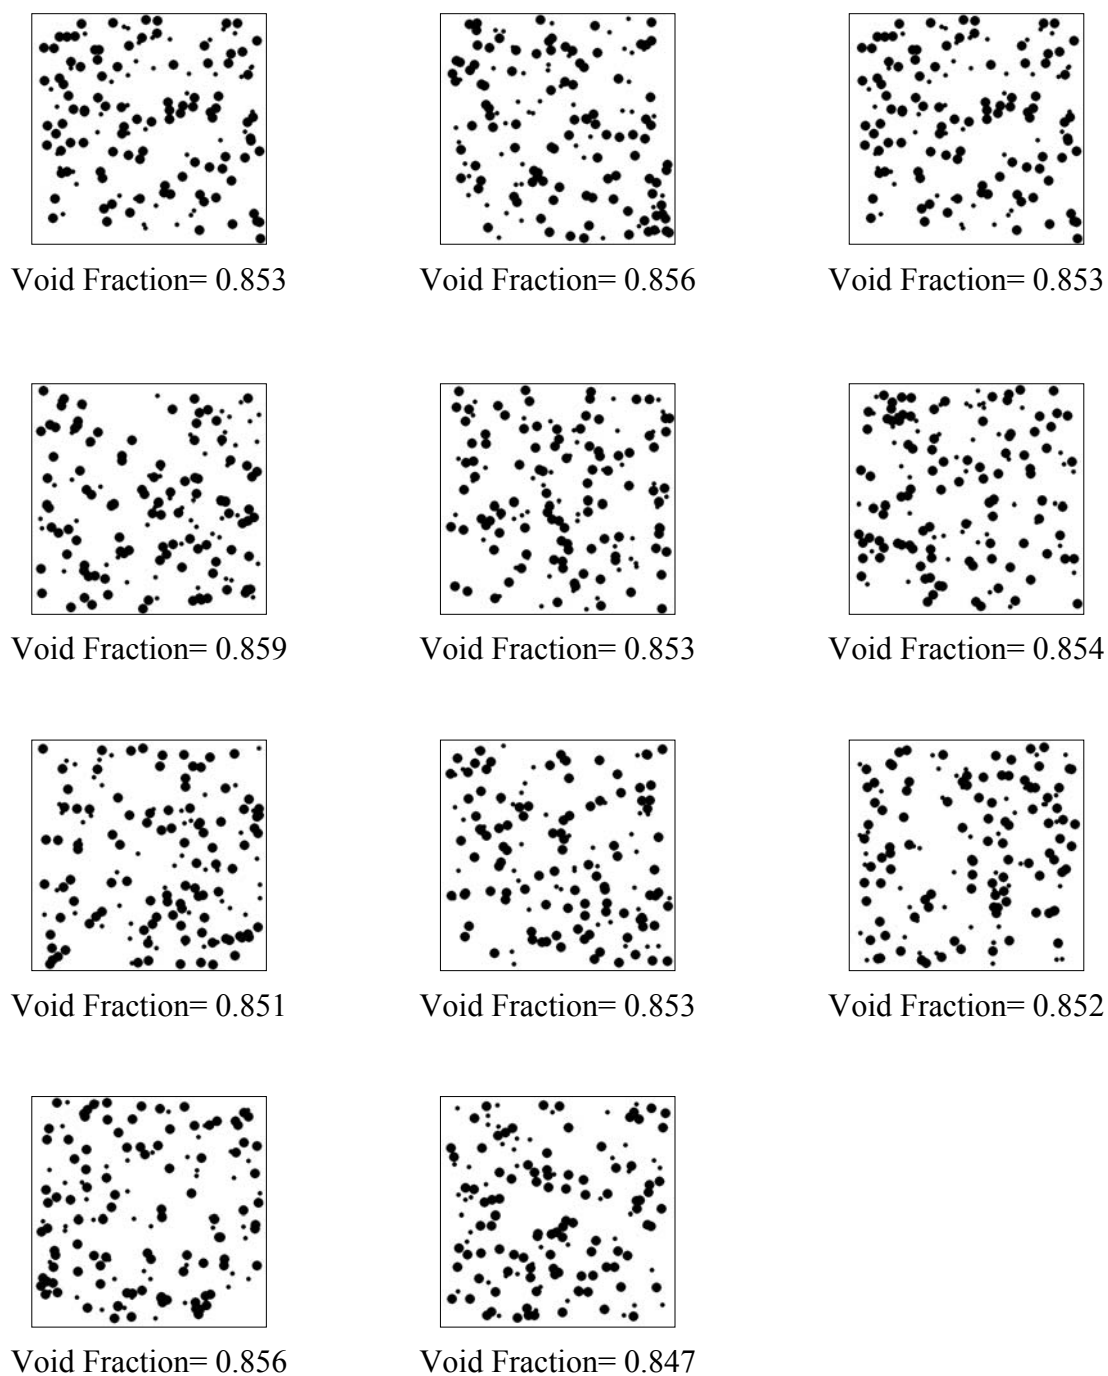 Void Fraction= 0.853
Void Fraction= 0.856
Void Fraction= 0.853
Void Fraction= 0.859
Void Fraction= 0.853
Void Fraction= 0.854
Void Fraction= 0.851
Void Fraction= 0.853
Void Fraction= 0.852
Void Fraction= 0.856
Void Fraction= 0.847